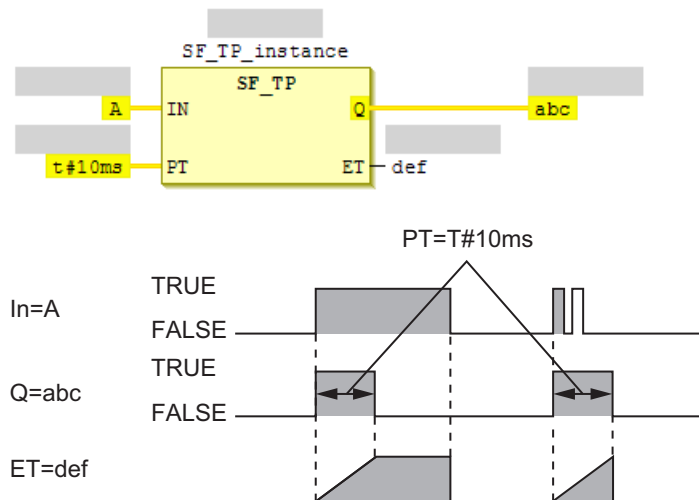 SF_TP_instance
SF_TP
A IN Q abc
t#10ms PT ET def
PT=T#10ms
In=A TRUE
FALSE
Q=abc TRUE
FALSE
ET=def